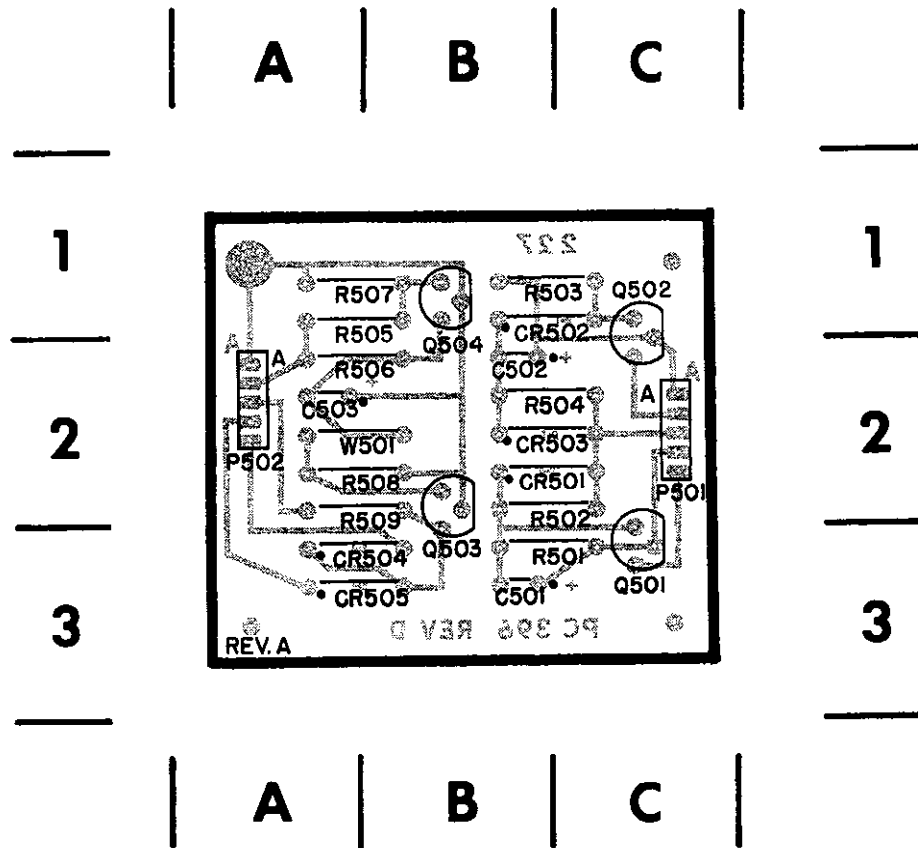 A B C
1 1
227
R507 R503 Q502
R505 CR502
Q504
A A R506 C502 + A
+
C503 R504 A
2 W501 CR503 2
P502 R508 CR501 P501
R509 R502
Q503 R501
CR504 Q501
CR505 C501 +
3 3
PC 396 REV D
REV. A
A B C